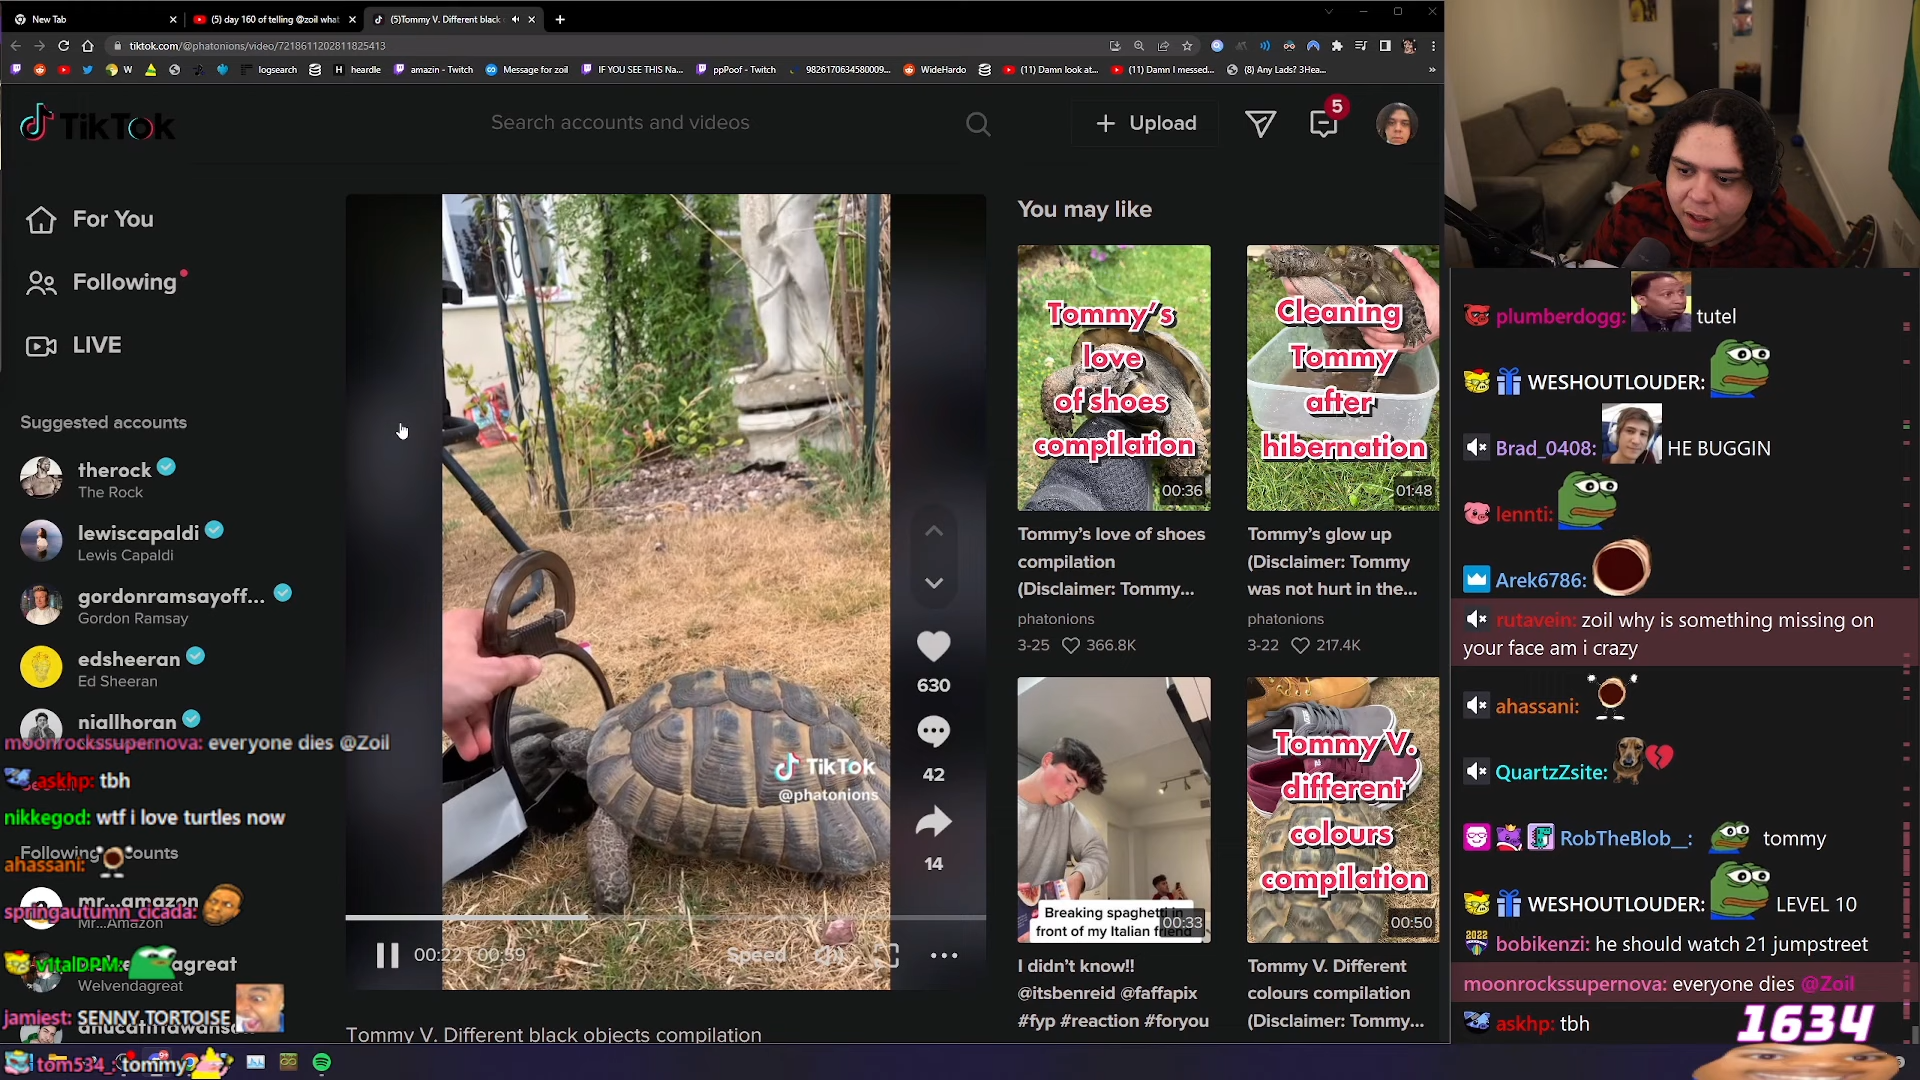 New Tab
(5) day 160 of telling @zoil what
(5)Tommy V. Different black
tiktok.com/@phatonions/video/7218611202811825413
W
logsearch
heardle
amazin - Twitch
Message for zoil
IF YOU SEE THIS Na...
ppPoof - Twitch
9826170634580009...
WideHardo
(11) Damn look at...
(11) Damn I messed...
(8) Any Lads? 3Hea...
TikTok
Search accounts and videos
Upload
5
For You
Following
LIVE
Suggested accounts
therock
The Rock
lewiscapaldi
Lewis Capaldi
gordonramsayoff...
Gordon Ramsay
edsheeran
Ed Sheeran
niallhoran
moonrockssupernova: everyone dies @Zoil
askhp: tbh
nikkegod: wtf i love turtles now
Following
ahassani:
mr...amazon
springautumn_cicada:
Mr...Amazon
vitalDPM:
agreat
Welvendagreat
jamiest: SENNY TORTOISE
tom534_: tommy
TikTok
@phatonions
630
42
14
00:22 / 00:59
Speed
Tommy V. Different black objects compilation
You may like
Tommy's
love
of shoes
compilation
00:36
Tommy's love of shoes
compilation
(Disclaimer: Tommy...
phatonions
3-25 366.8K
Cleaning
Tommy
after
hibernation
01:48
Tommy's glow up
(Disclaimer: Tommy
was not hurt in the...
phatonions
3-22 217.4K
Breaking spaghetti in
front of my Italian friend
00:33
I didn't know!!
@itsbenreid @faffapix
#fyp #reaction #foryou
Tommy V.
different
colours
compilation
00:50
Tommy V. Different
colours compilation
(Disclaimer: Tommy...
plumberdogg: tutel
WESHOUTLOUDER:
Brad_0408: HE BUGGIN
lennti:
Arek6786:
rutavein: zoil why is something missing on
your face am i crazy
ahassani:
QuartzZsite:
RobTheBlob__: tommy
WESHOUTLOUDER: LEVEL 10
2022 bobikenzi: he should watch 21 jumpstreet
moonrockssupernova: everyone dies @Zoil
askhp: tbh
1634